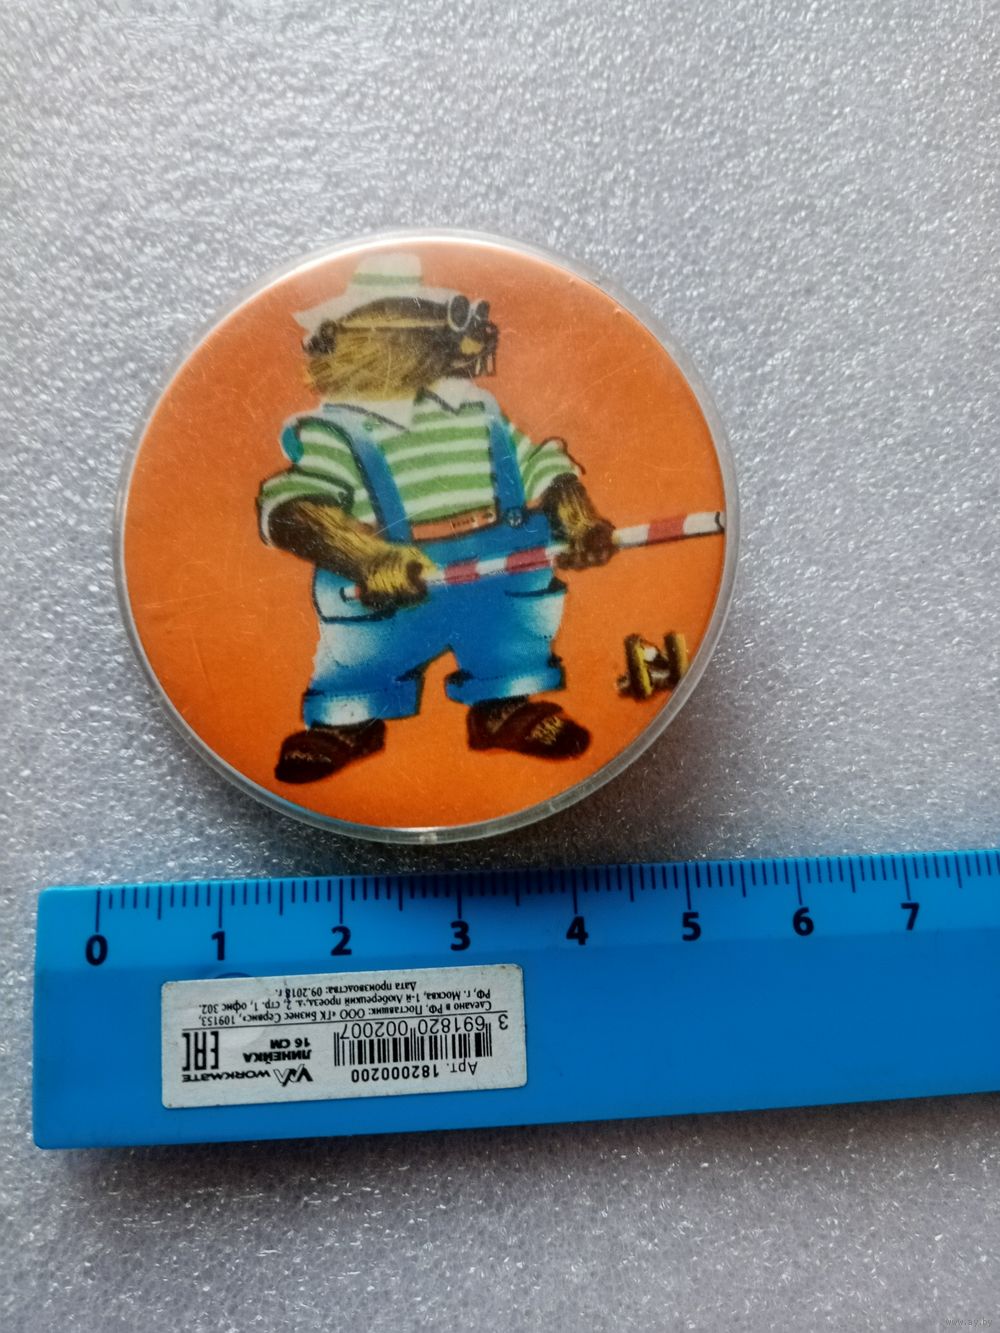 0 1 2 3 4 5 6 7
Арт. 182000200
3 691820 002007
WORKMATE
ЛИНЕЙКА
16 СМ
EAC
Сделано в РФ. Поставщик: ООО «ГК Бизнес Сервис», 109153,
РФ, г. Москва, 1-й Люберецкий проезд, д. 2, стр. 1, офис 302.
Дата производства: 09.2018 г.
www.ay.by